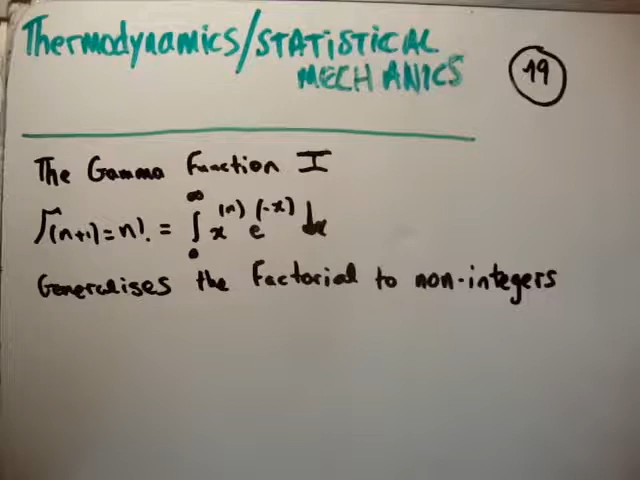 Thermodynamics/STATISTICAL
MECHANICS
19
The Gamma Function I
Γ(n+1)=n! = ∫₀^∞ x^(n) e^(-x) dx
Generalises the Factorial to non-integers